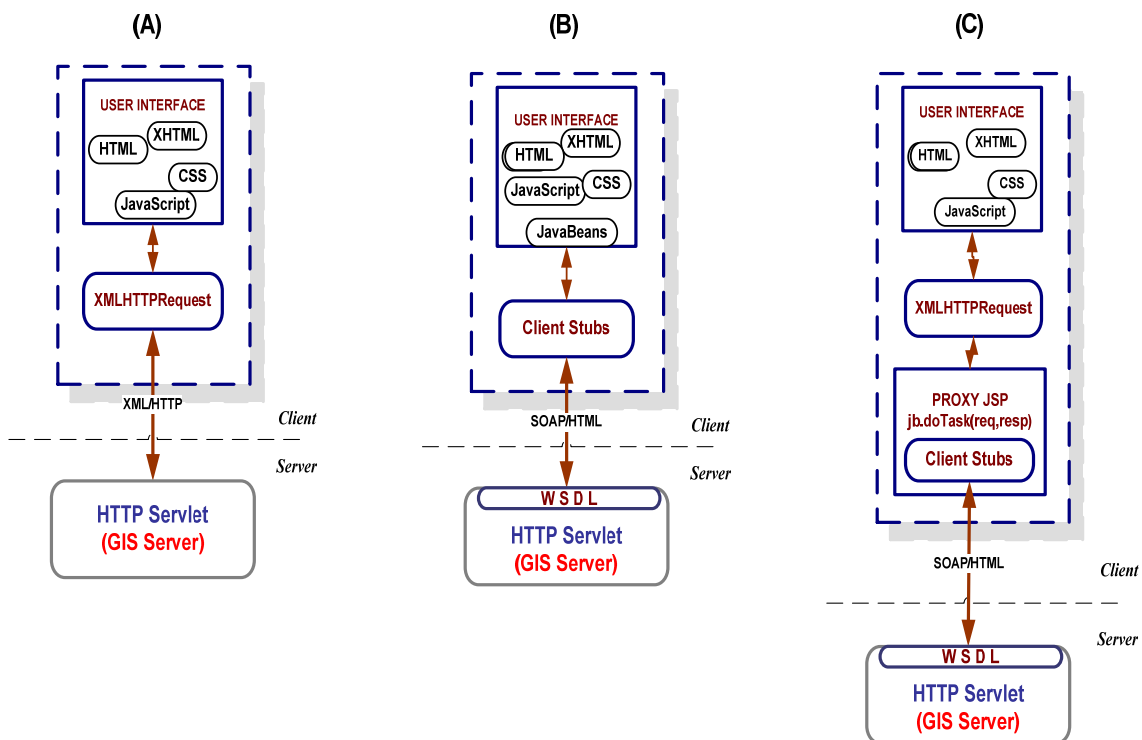 (A)
USER INTERFACE
XHTML
HTML
CSS
JavaScript
XMLHTTPRequest
XML/HTTP
Client
Server
HTTP Servlet
(GIS Server)
(B)
USER INTERFACE
XHTML
HTML
CSS
JavaScript
JavaBeans
Client Stubs
SOAP/HTML
Client
Server
W S D L
HTTP Servlet
(GIS Server)
(C)
USER INTERFACE
XHTML
HTML
CSS
JavaScript
XMLHTTPRequest
PROXY JSP
jb.doTask(req,resp)
Client Stubs
SOAP/HTML
Client
Server
W S D L
HTTP Servlet
(GIS Server)